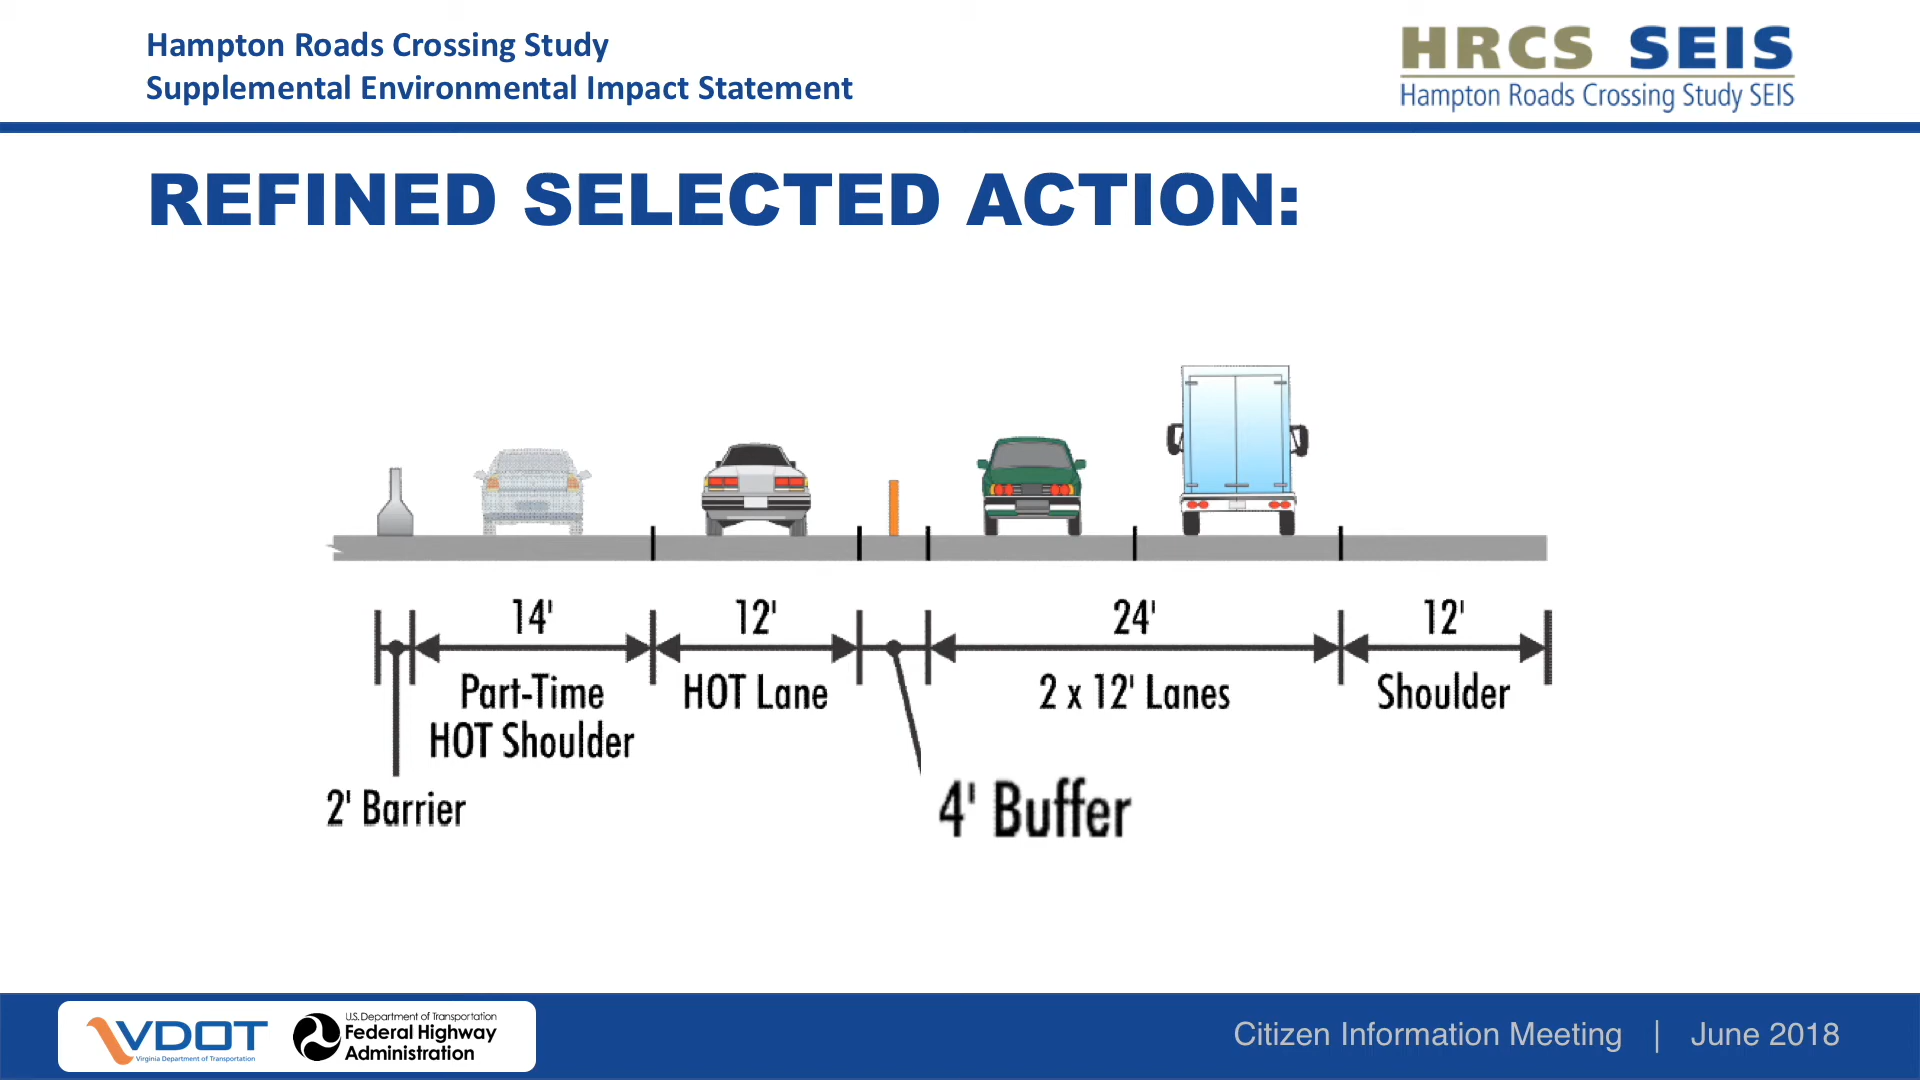 Hampton Roads Crossing Study
Supplemental Environmental Impact Statement
HRCS SEIS
Hampton Roads Crossing Study SEIS
REFINED SELECTED ACTION:
14'
12'
24'
12'
Part-Time
HOT Shoulder
HOT Lane
2 x 12' Lanes
Shoulder
2' Barrier
4' Buffer
VDOT
Virginia Department of Transportation
U.S. Department of Transportation
Federal Highway
Administration
Citizen Information Meeting | June 2018